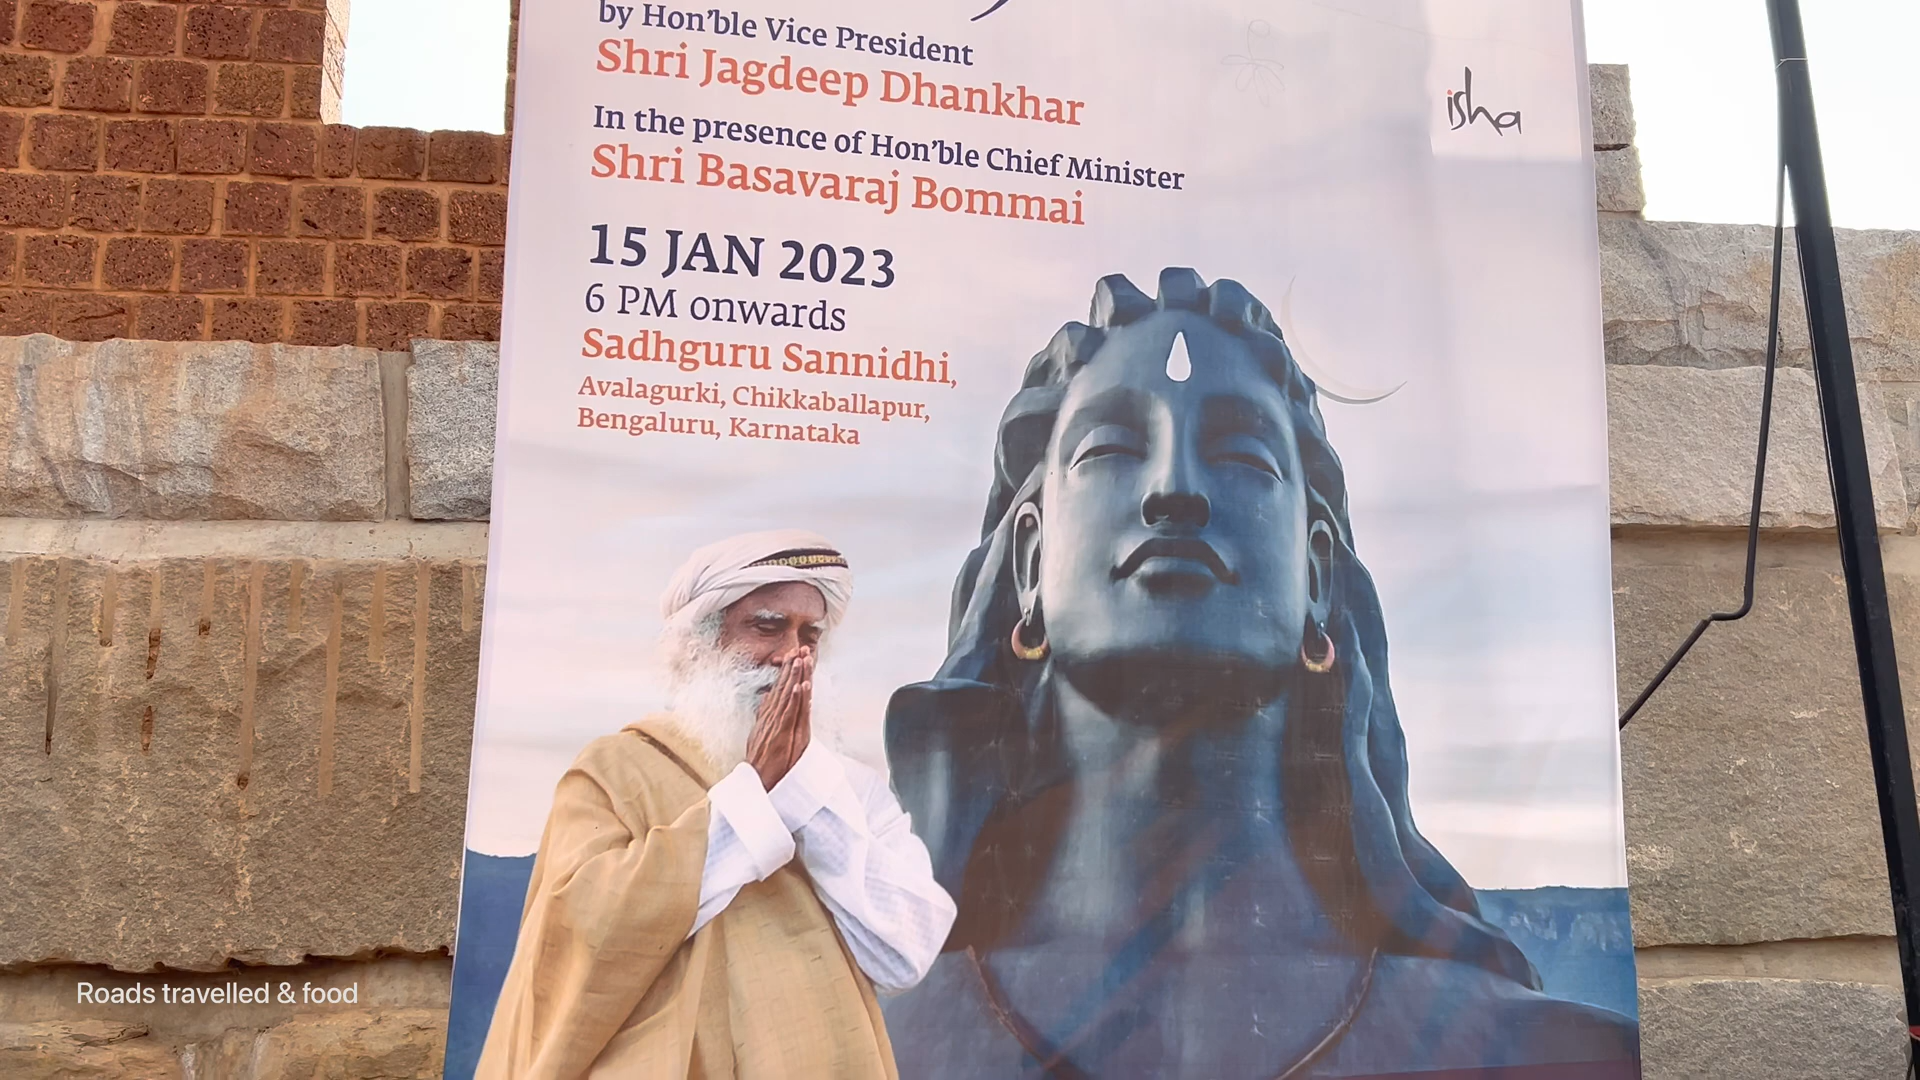 by Hon'ble Vice President
Shri Jagdeep Dhankhar
In the presence of Hon'ble Chief Minister
Shri Basavaraj Bommai
15 JAN 2023
6 PM onwards
Sadhguru Sannidhi,
Avalagurki, Chikkaballapur,
Bengaluru, Karnataka
isha
Roads travelled & food